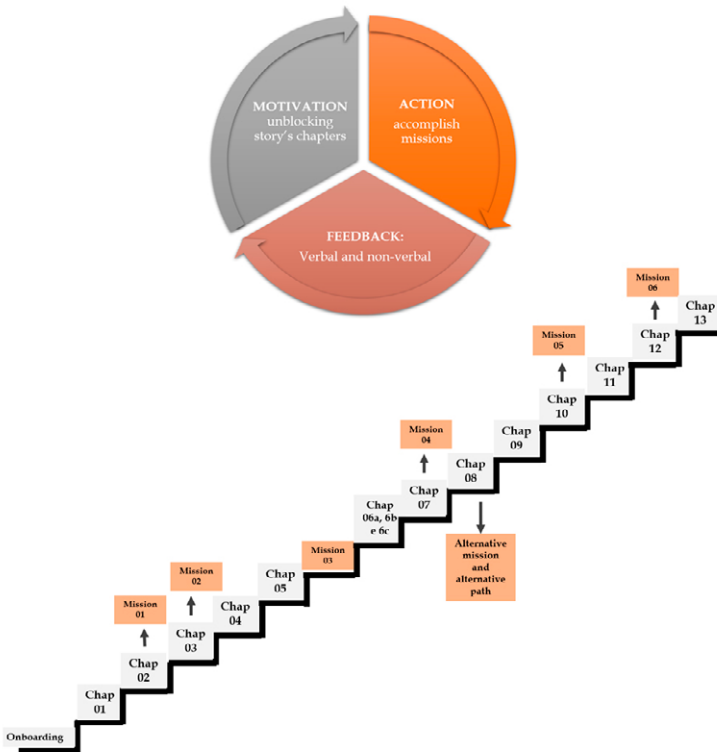 MOTIVATION
unblocking
story's chapters
ACTION
accomplish
missions
FEEDBACK:
Verbal and non-verbal
Mission
06
Chap
13
Mission
05
Chap
12
Chap
11
Chap
10
Mission
04
Chap
09
Chap
08
Chap
07
Chap
06a, 6b
e 6c
Alternative
mission
and
alternative
path
Mission
03
Mission
02
Chap
05
Mission
01
Chap
04
Chap
03
Chap
02
Chap
01
Onboarding